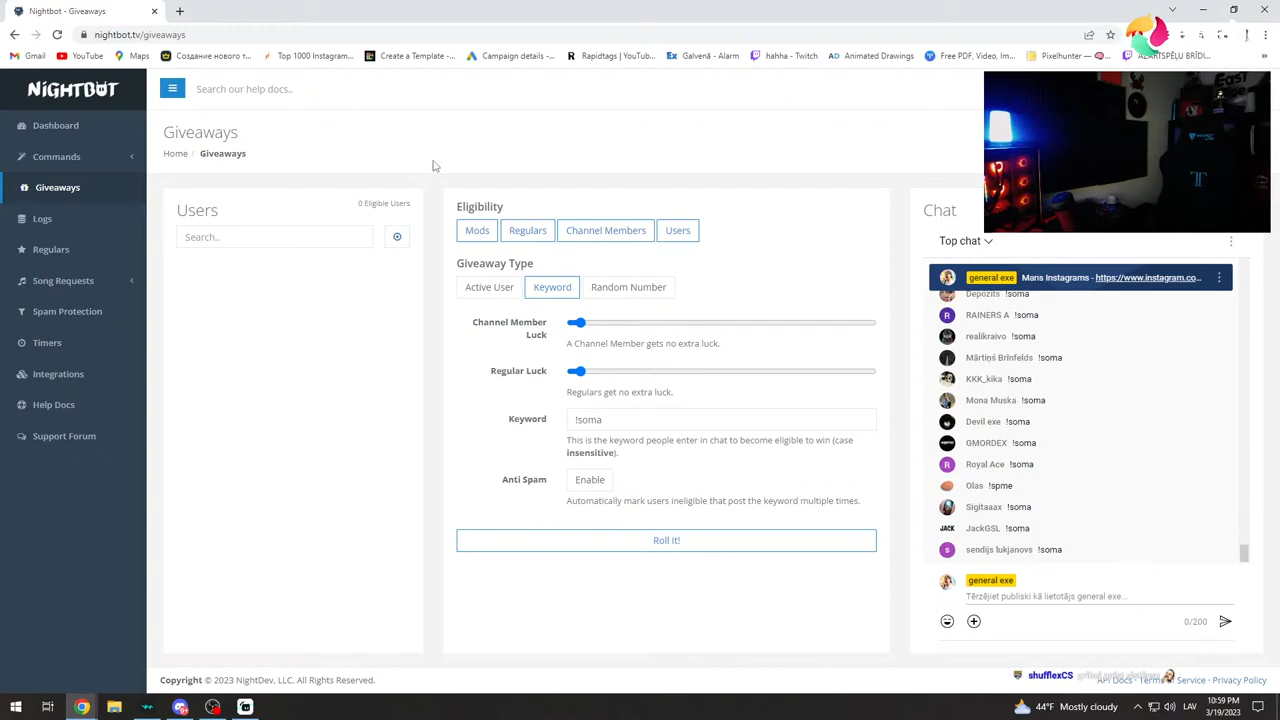 Nightbot - Giveaways
nightbot.tv/giveaways
Gmail
YouTube
Maps
Создание нового т...
Top 1000 Instagram...
Create a Template -...
Campaign details -...
Rapidtags | YouTub...
Galvenā - Alarm
hahha - Twitch
Animated Drawings
Free PDF, Video, Im...
Pixelhunter — ...
AZARTSPĒĻU BRĪDI...
NIGHTBOT
Search our help docs..
Dashboard
Commands
Giveaways
Logs
Regulars
Song Requests
Spam Protection
Timers
Integrations
Help Docs
Support Forum
Giveaways
Home / Giveaways
Users
0 Eligible Users
Search..
Eligibility
Mods
Regulars
Channel Members
Users
Giveaway Type
Active User
Keyword
Random Number
Channel Member Luck
A Channel Member gets no extra luck.
Regular Luck
Regulars get no extra luck.
Keyword
!soma
This is the keyword people enter in chat to become eligible to win (case
insensitive).
Anti Spam
Enable
Automatically mark users ineligible that post the keyword multiple times.
Roll It!
Chat
Top chat
general exe Mans Instagrams - https://www.instagram.co...
Depozits !soma
RAINERS A !soma
realikraivo !soma
Mārtiņš Brīnfelds !soma
KKK_kika !soma
Mona Muska !soma
Devil exe !soma
GMORDEX !soma
Royal Ace !soma
Olas !spme
Sigitaaax !soma
JackGSL !soma
sendijs lukjanovs !soma
general exe
Tērzējiet publiski kā lietotājs general exe...
0/200
Copyright © 2023 NightDev, LLC. All Rights Reserved.
shufflexCS
API Docs · Terms of Service · Privacy Policy
44°F Mostly cloudy
LAV
10:59 PM
3/19/2023